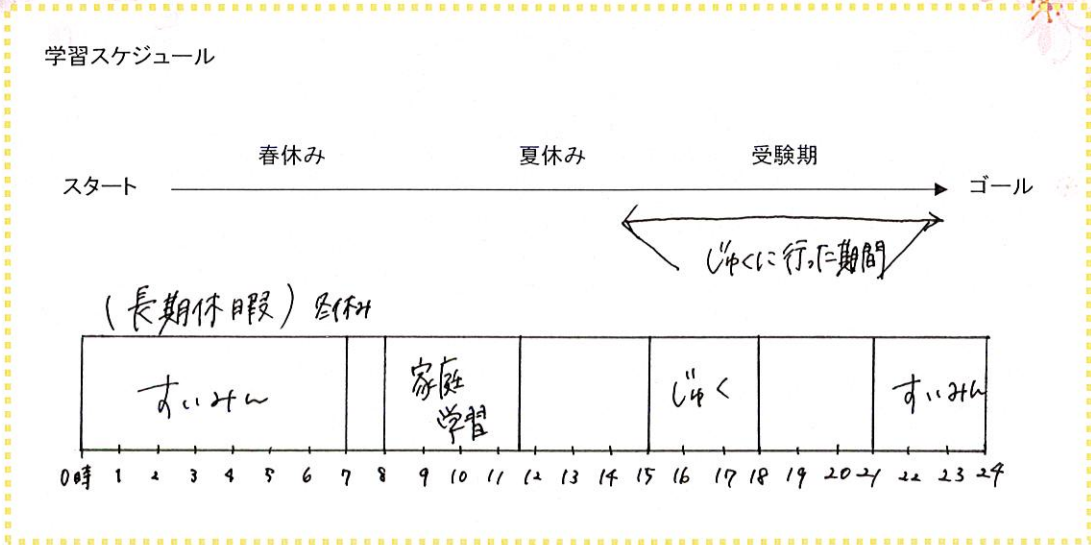 学習スケジュール
春休み 夏休み 受験期
スタート ゴール
じゅくに行った期間
(長期休暇) 冬休み
すいみん 家庭学習 じゅく すいみん
0時 1 2 3 4 5 6 7 8 9 10 11 12 13 14 15 16 17 18 19 20 21 22 23 24